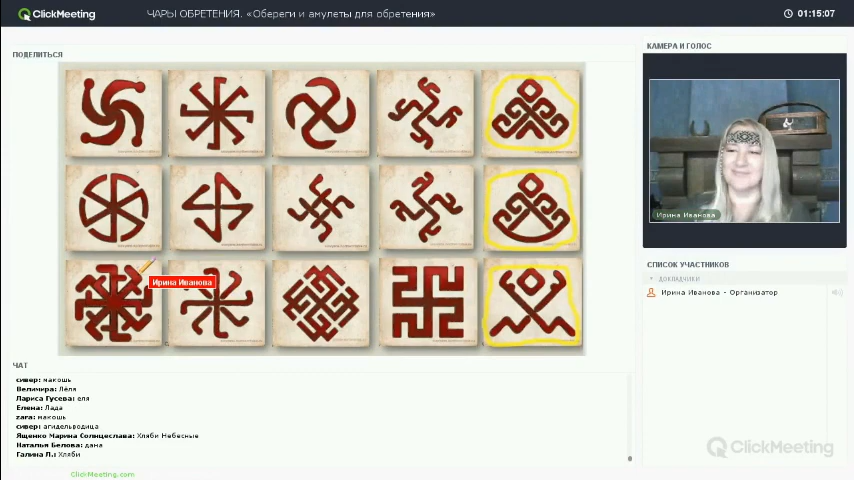 ClickMeeting
ЧАРЫ ОБРЕТЕНИЯ. «Обереги и амулеты для обретения»
01:15:07
ПОДЕЛИТЬСЯ
Ирина Иванова
КАМЕРА И ГОЛОС
Ирина Иванова
СПИСОК УЧАСТНИКОВ
ДОКЛАДЧИКИ
Ирина Иванова - Организатор
ЧАТ
сивер: макошь
Велимира: Лёля
Лариса Гусева: еля
Елена: Лада
zara: макошь
сивер: агидельводица
Ященко Марина Солнцеслава: Хляби Небесные
Наталья Белова: дана
Галина Л.: Хляби
ClickMeeting.com
ClickMeeting